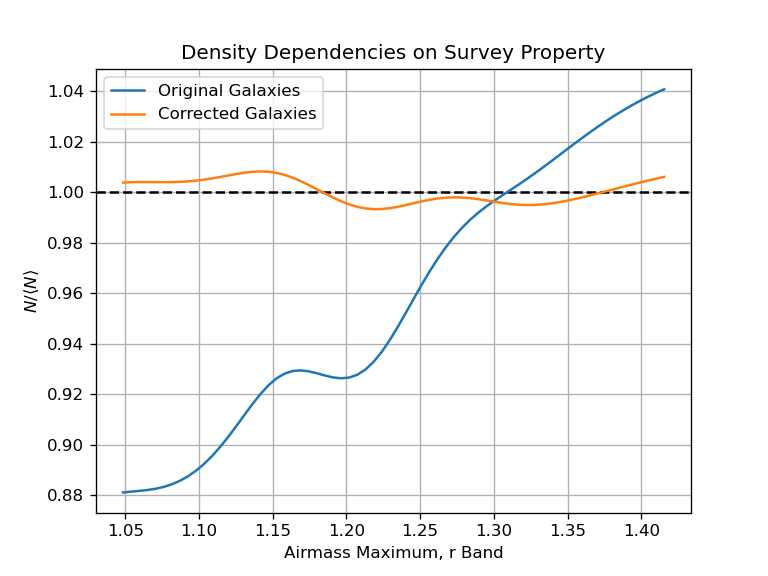 Density Dependencies on Survey Property
Original Galaxies
Corrected Galaxies
1.04
1.02
1.00
0.98
0.96
0.94
0.92
0.90
0.88
N/⟨N⟩
1.05 1.10 1.15 1.20 1.25 1.30 1.35 1.40
Airmass Maximum, r Band